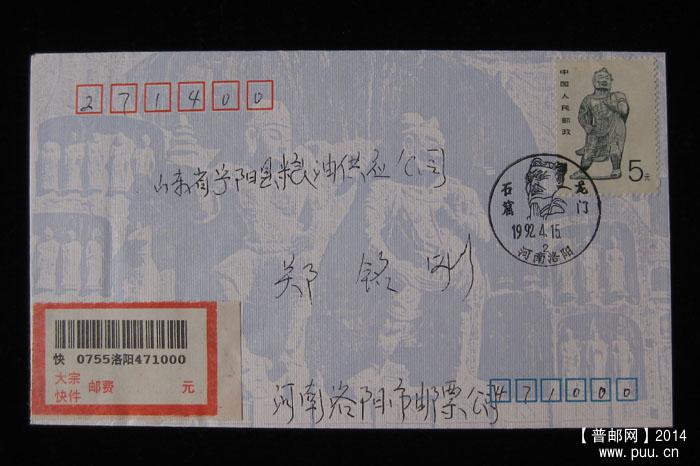 271400
中国人民邮政
5元
山东省宁阳县粮油供应公司
石窟 龙门
1992.4.15
2
河南洛阳
郑 铭
快 0755洛阳471000
大宗
快件 邮费 元
河南洛阳市邮票公司
471000
【普邮网】2014
www.puu.cn